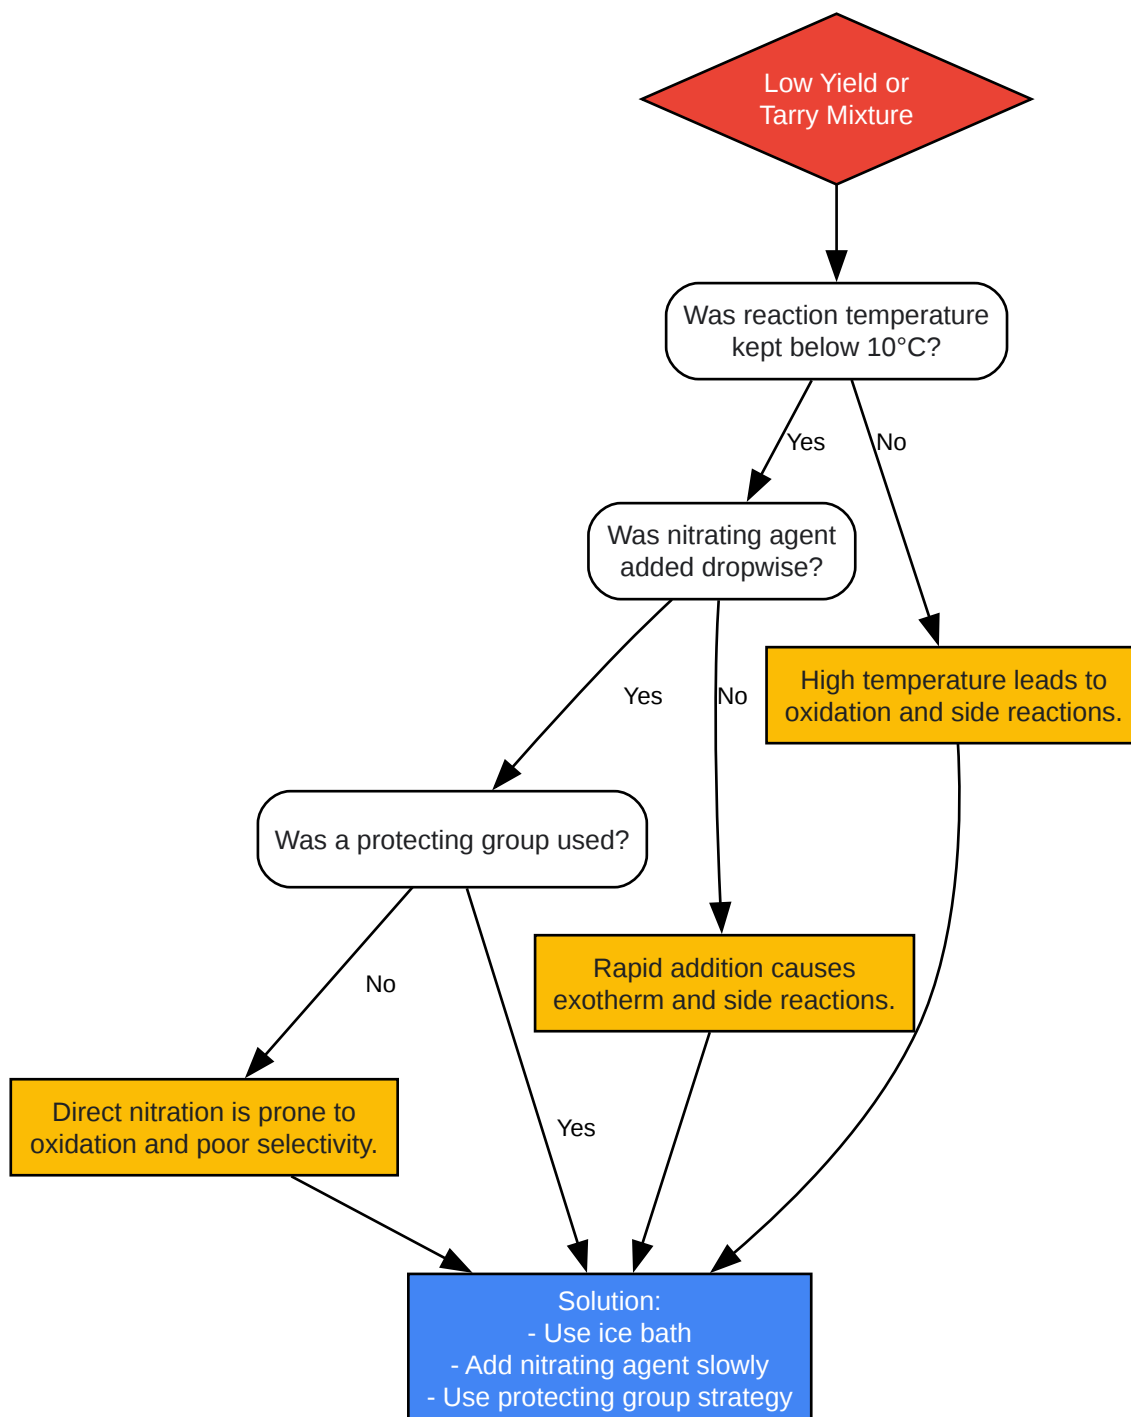 Low Yield or
Tarry Mixture
Was reaction temperature
kept below 10°C?
Yes
No
Was nitrating agent
added dropwise?
Yes
No
High temperature leads to
oxidation and side reactions.
Was a protecting group used?
No
Yes
Rapid addition causes
exotherm and side reactions.
Direct nitration is prone to
oxidation and poor selectivity.
Solution:
- Use ice bath
- Add nitrating agent slowly
- Use protecting group strategy